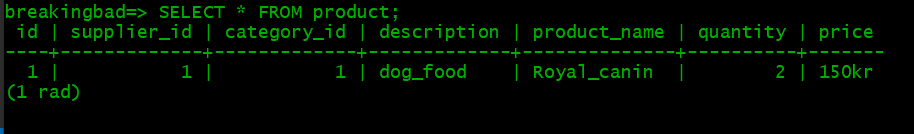 breakingbad=> SELECT * FROM product;
 id | supplier_id | category_id | description | product_name | quantity | price
----+-------------+-------------+-------------+--------------+----------+-------
  1 |           1 |           1 | dog_food    | Royal_canin  |        2 | 150kr
(1 rad)